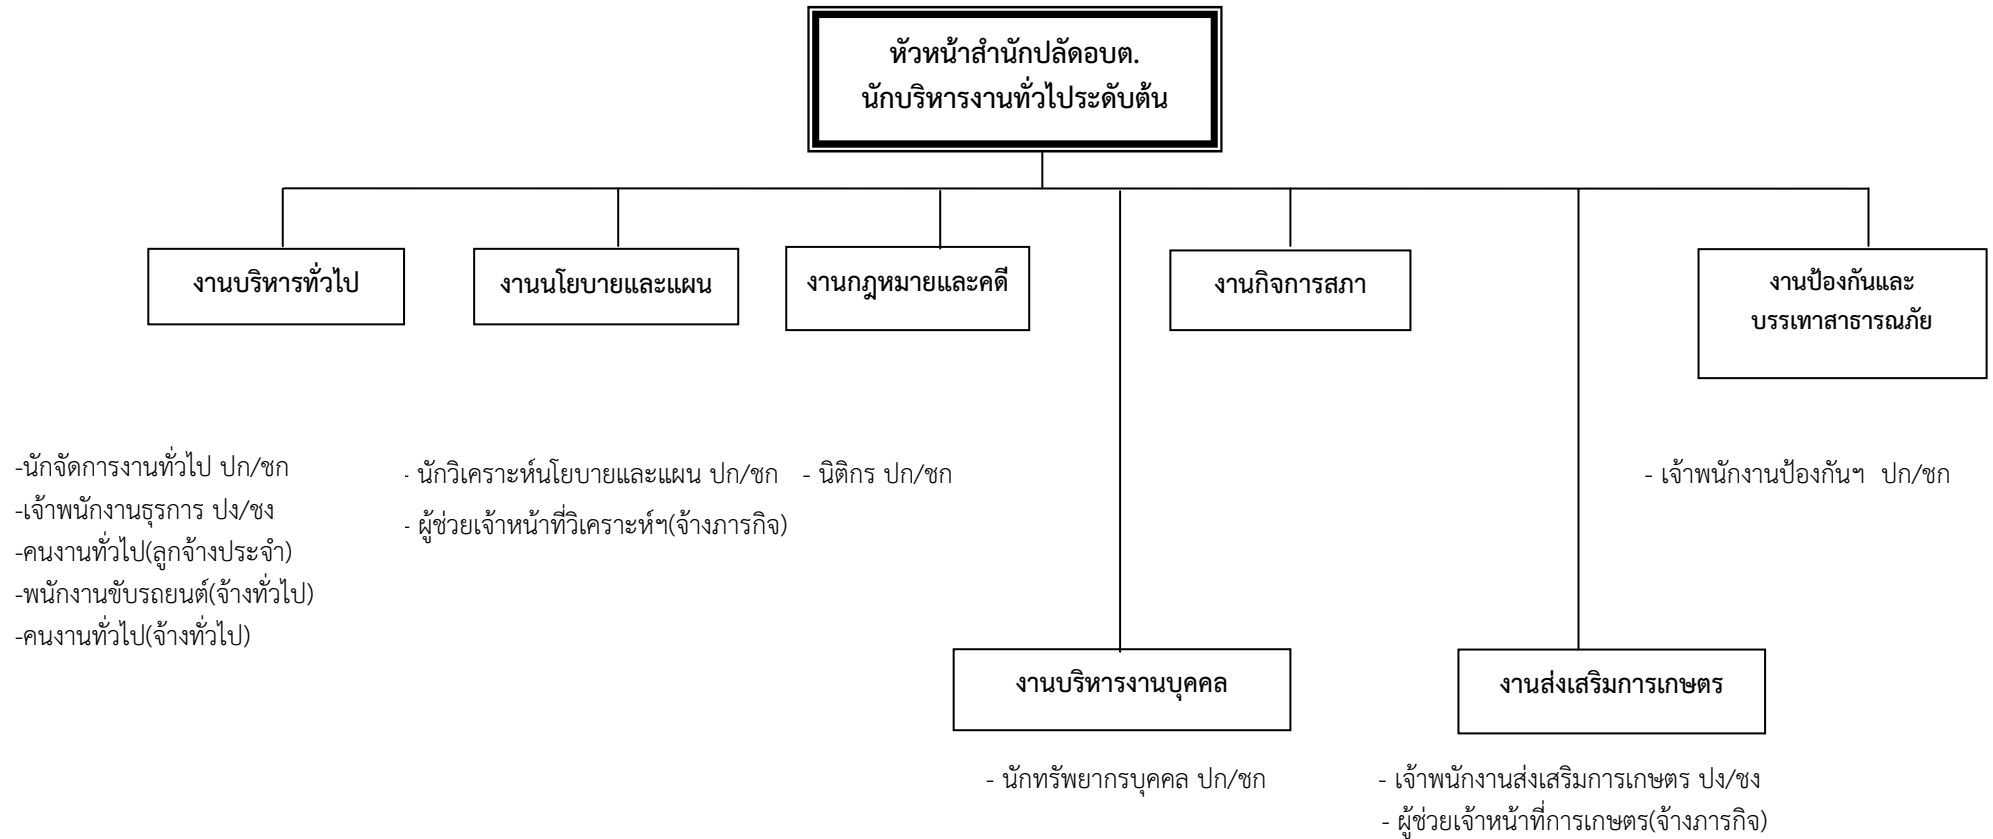 หัวหน้าสำนักปลัดอบต.
นักบริหารงานทั่วไประดับต้น
งานบริหารทั่วไป
งานนโยบายและแผน
งานกฎหมายและคดี
งานกิจการสภา
งานป้องกันและ
บรรเทาสาธารณภัย
-นักจัดการงานทั่วไป ปก/ชก
-เจ้าพนักงานธุรการ ปง/ชง
-คนงานทั่วไป(ลูกจ้างประจำ)
-พนักงานขับรถยนต์(จ้างทั่วไป)
-คนงานทั่วไป(จ้างทั่วไป)
- นักวิเคราะห์นโยบายและแผน ปก/ชก
- ผู้ช่วยเจ้าหน้าที่วิเคราะห์ฯ(จ้างภารกิจ)
- นิติกร ปก/ชก
- เจ้าพนักงานป้องกันฯ  ปก/ชก
งานบริหารงานบุคคล
งานส่งเสริมการเกษตร
- นักทรัพยากรบุคคล ปก/ชก
- เจ้าพนักงานส่งเสริมการเกษตร ปง/ชง
- ผู้ช่วยเจ้าหน้าที่การเกษตร(จ้างภารกิจ)